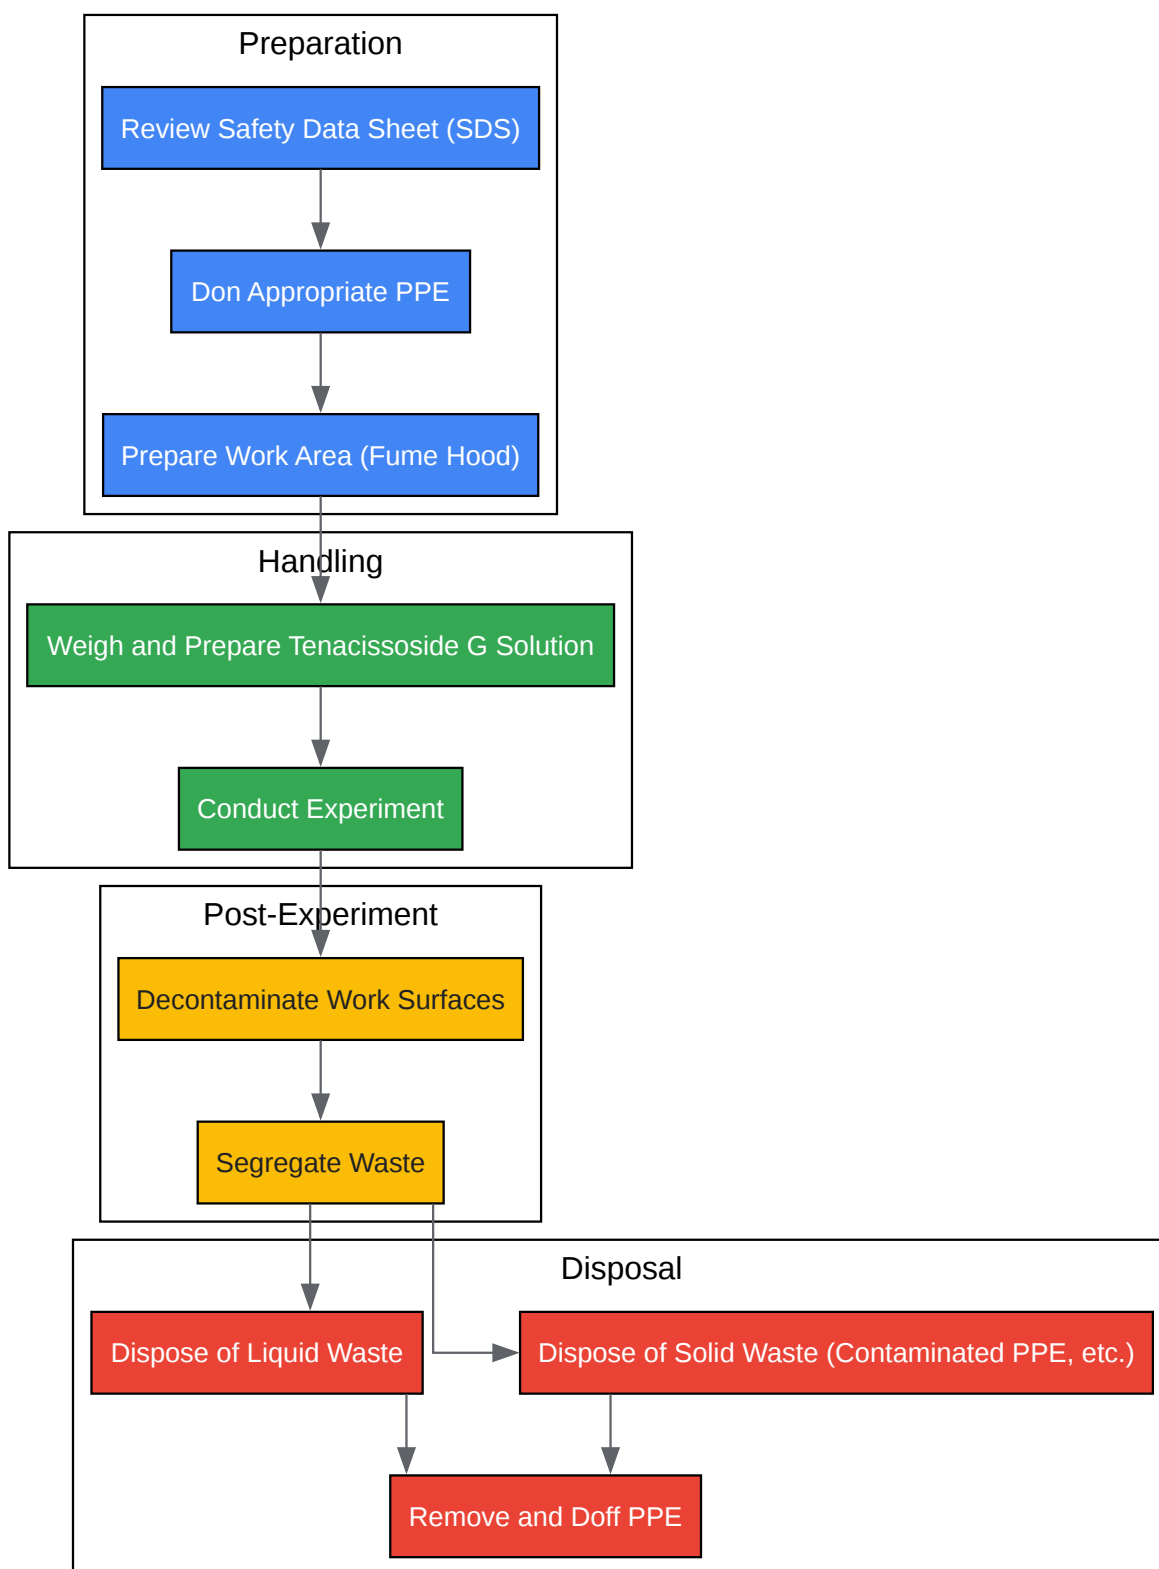 Preparation
Review Safety Data Sheet (SDS)
Don Appropriate PPE
Prepare Work Area (Fume Hood)
Handling
Weigh and Prepare Tenacissoside G Solution
Conduct Experiment
Post-Experiment
Decontaminate Work Surfaces
Segregate Waste
Disposal
Dispose of Liquid Waste
Dispose of Solid Waste (Contaminated PPE, etc.)
Remove and Doff PPE